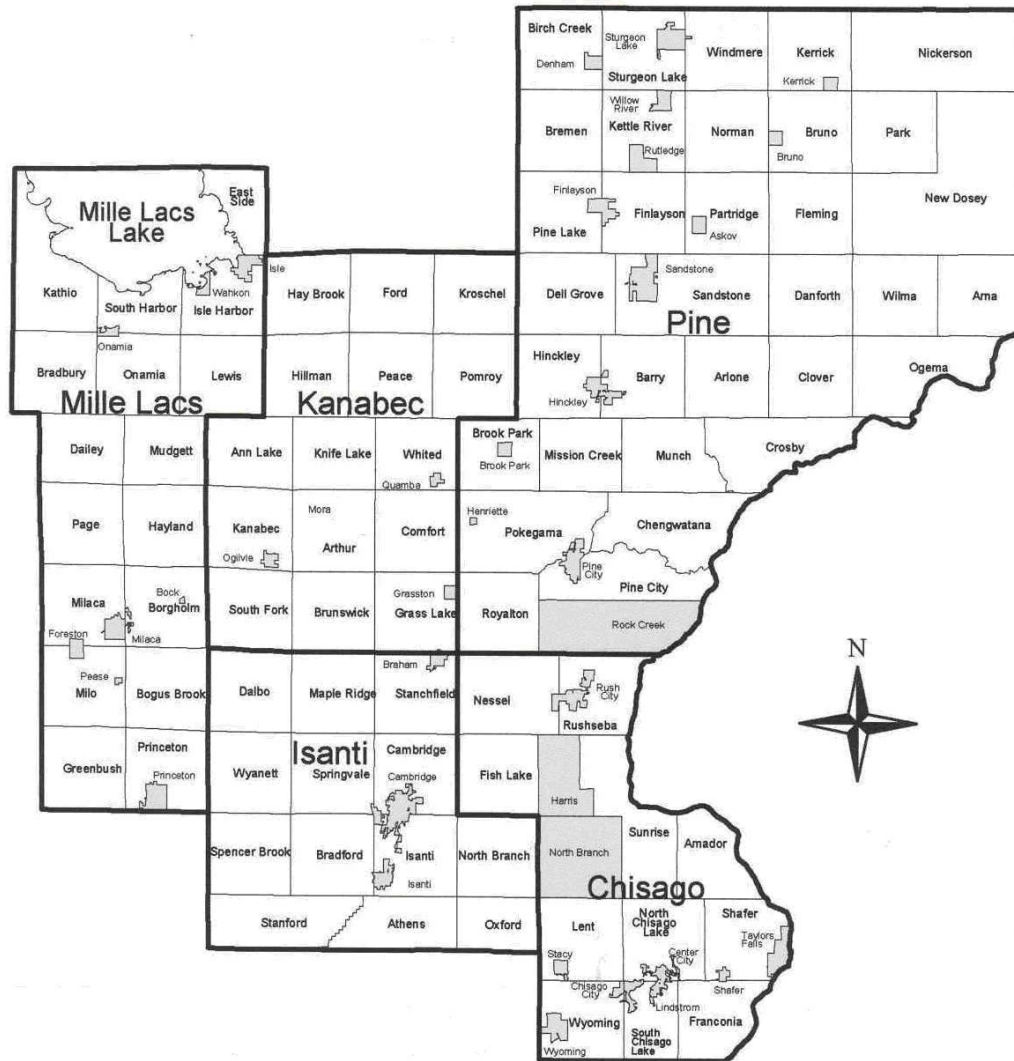 Birch Creek
Sturgeon
Lake
Windmere
Kerrick
Nickerson
Denham
Sturgeon Lake
Kerrick
Willow
River
Bremen
Kettle River
Norman
Bruno
Park
Rutledge
Bruno
East
Side
Mille Lacs
Lake
Finlayson
Pine Lake
Finlayson
Partridge
Askov
Fleming
New Dosey
Isle
Kathio
South Harbor
Wahkon
Isle Harbor
Hay Brook
Ford
Kroschel
Dell Grove
Sandstone
Sandstone
Danforth
Wilma
Arna
Pine
Onamia
Bradbury
Onamia
Lewis
Hillman
Peace
Pomroy
Hinckley
Barry
Arlone
Clover
Ogema
Hinckley
Mille Lacs
Kanabec
Dailey
Mudgett
Ann Lake
Knife Lake
Whited
Quamba
Brook Park
Brook Park
Mission Creek
Munch
Crosby
Page
Hayland
Kanabec
Mora
Arthur
Comfort
Henriette
Pokegama
Chengwatana
Ogilvie
Pine
City
Pine City
Milaca
Bock
Borgholm
South Fork
Brunswick
Grasston
Grass Lake
Royalton
Rock Creek
Foreston
Milaca
Braham
Pease
Milo
Bogus Brook
Dalbo
Maple Ridge
Stanchfield
Nessel
Rush
City
Rushseba
N
Princeton
Isanti
Cambridge
Greenbush
Princeton
Wyanett
Springvale
Cambridge
Fish Lake
Harris
Spencer Brook
Bradford
Isanti
Isanti
North Branch
North Branch
Sunrise
Amador
Chisago
Stanford
Athens
Oxford
Lent
North
Chisago
Lake
Shafer
Taylors
Falls
Stacy
Center
City
Chisago
City
Shafer
Lindstrom
Wyoming
Franconia
Wyoming
South
Chisago
Lake